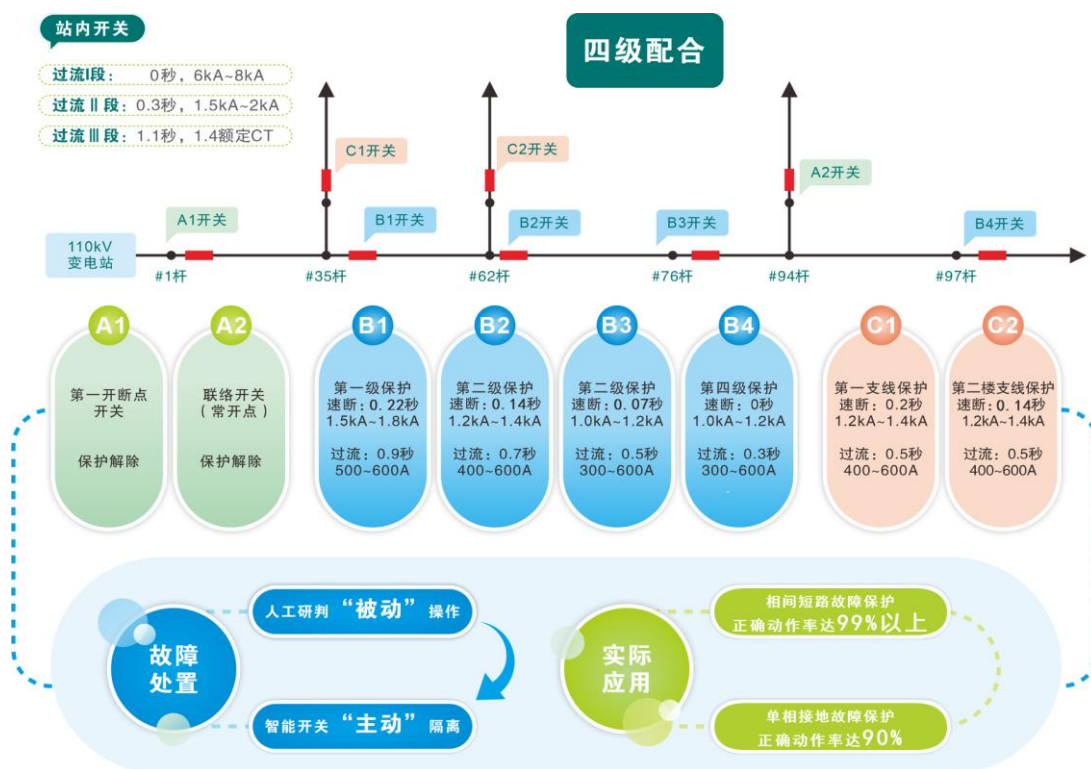 站内开关
四级配合
过流Ⅰ段: 0�，6kA~8kA
过流Ⅱ段: 0.3秿，1.5kA~2kA
过流Ⅲ段: 1.1秒，1.4额定CT
C1开关
C2开关
A2开关
A1开关
B1开关
B2开关
B3开关
B4开关
110kV
变电站
#1杆
#35杆
#62杆
#76杆
#94杆
#97杆
A1
第一开断点
开关
保护解除
A2
联络开关
（常开点）
保护解除
B1
第一级保护
速断: 0.22秒
1.5kA~1.8kA
过流: 0.9秒
500~600A
B2
第二级保护
速断: 0.14秒
1.2kA~1.4kA
过流: 0.7秒
400~600A
B3
第二级保护
速断: 0.07秒
1.0kA~1.2kA
过流: 0.5秒
300~600A
B4
第四级保护
速断: 0秒
1.0kA~1.2kA
过流: 0.3秒
300~600A
C1
第一支线保护
速断: 0.2秒
1.2kA~1.4kA
过流: 0.5秒
400~600A
C2
第二楼支线保护
速断: 0.14秒
1.2kA~1.4kA
过流: 0.5秒
400~600A
故障
处置
人工研判“被动”操作
智能开关“主动”隔离
实际
应用
相间短路故障保护
正确动作率达99%以上
单相接地故障保护
正确动作率达90%